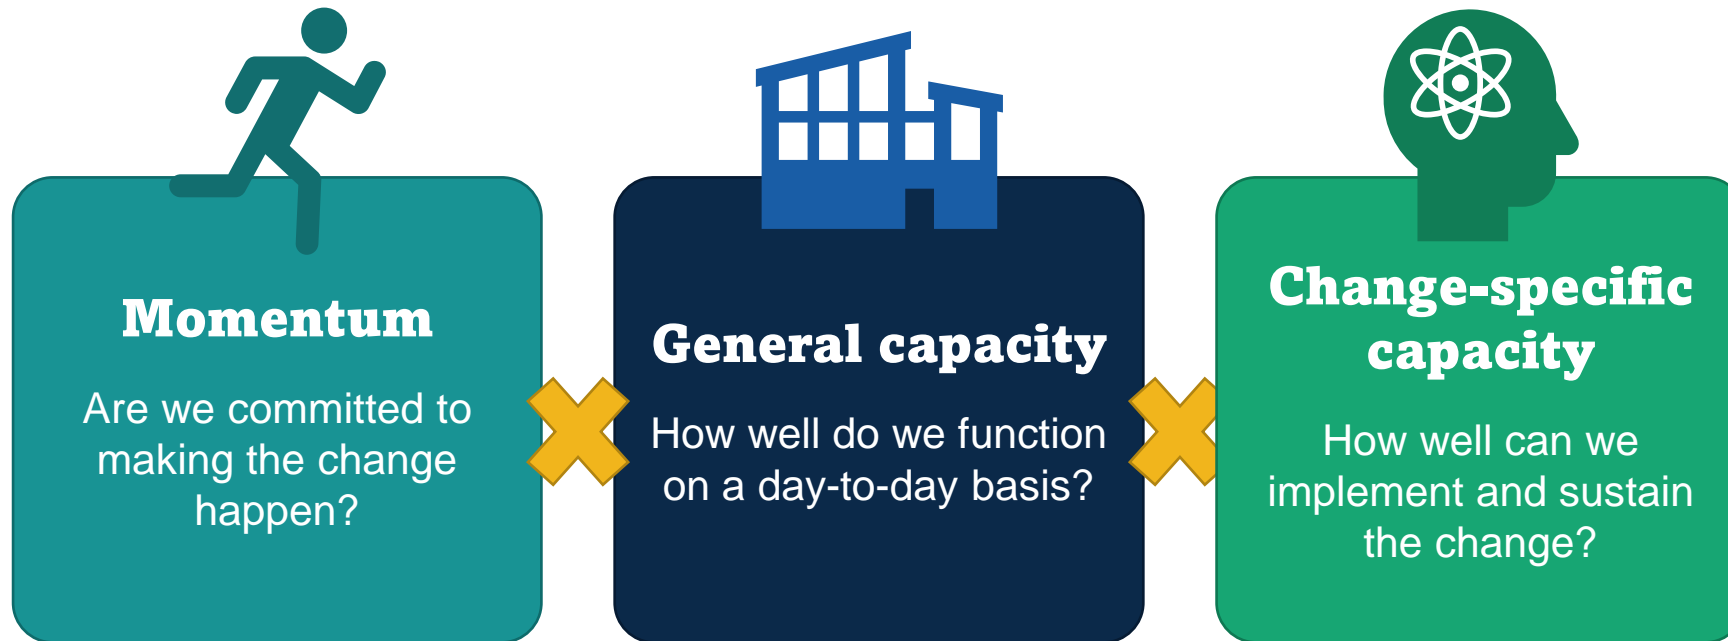 Momentum
Are we committed to
making the change
happen?
General capacity
How well do we function
on a day-to-day basis?
Change-specific
capacity
How well can we
implement and sustain
the change?